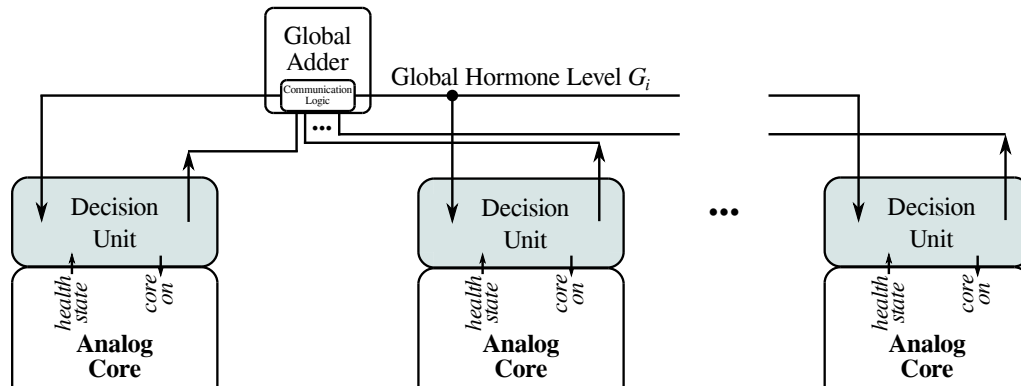 Global
Adder
Communication
Logic
Global Hormone Level Gi
•••
Decision
Unit
Decision
Unit
•••
Decision
Unit
health
state
core
on
health
state
core
on
health
state
core
on
Analog
Core
Analog
Core
Analog
Core